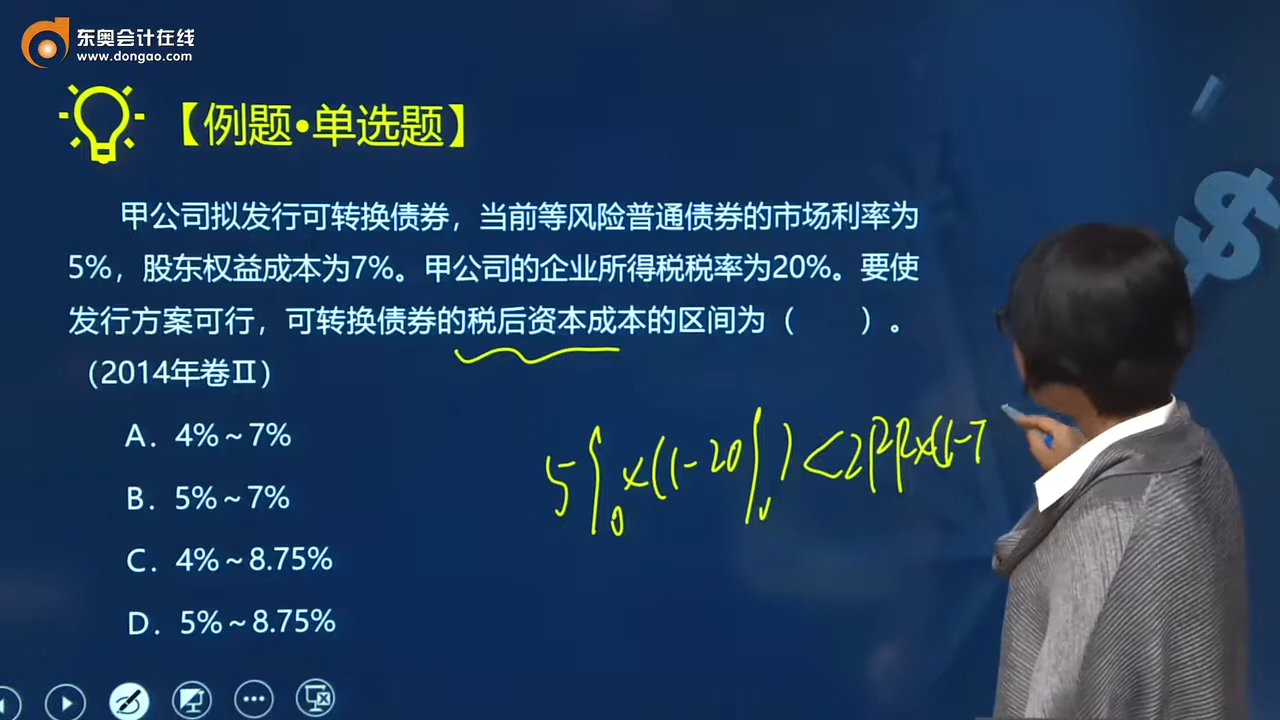 东奥会计在线
www.dongao.com
【例题•单选题】
甲公司拟发行可转换债券，当前等风险普通债券的市场利率为
5%，股东权益成本为7%。甲公司的企业所得税税率为20%。要使
发行方案可行，可转换债券的税后资本成本的区间为（　　）。
（2014年卷Ⅱ）
A．4%～7%
B．5%～7%
C．4%～8.75%
D．5%～8.75%
5%×(1-20%)<